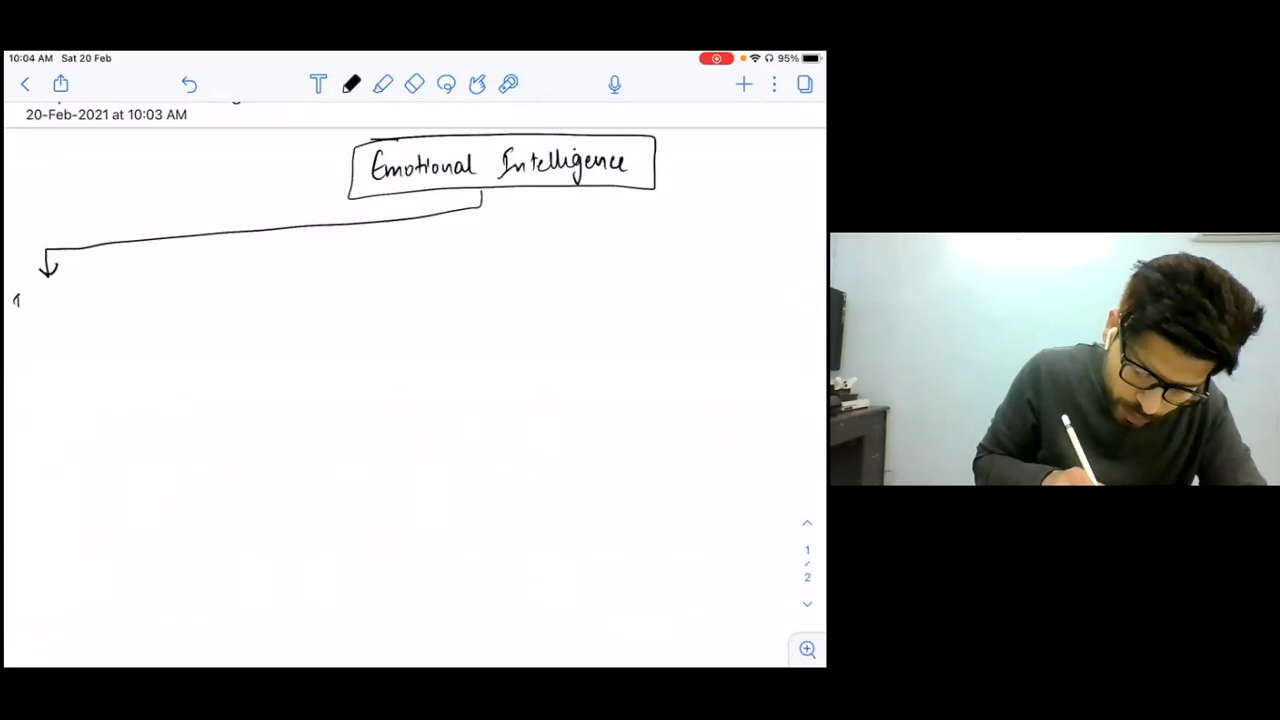 10:04 AM Sat 20 Feb
95%
T
20-Feb-2021 at 10:03 AM
Emotional Intelligence
1
2